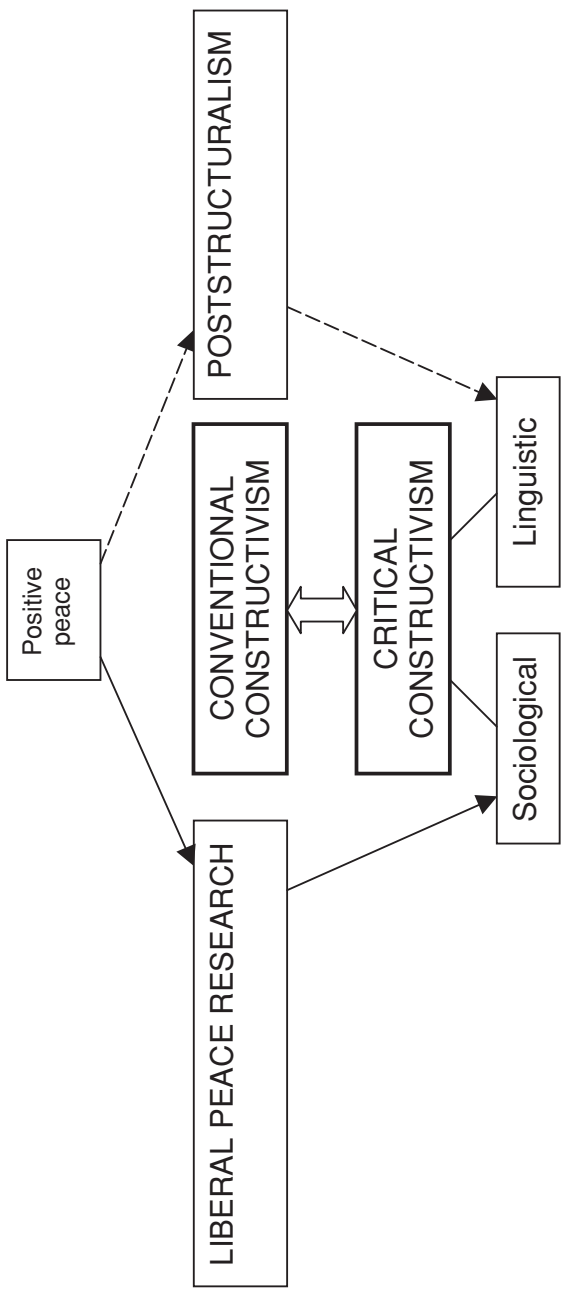 Positive
peace
LIBERAL PEACE RESEARCH
CONVENTIONAL
CONSTRUCTIVISM
POSTSTRUCTURALISM
CRITICAL
CONSTRUCTIVISM
Sociological
Linguistic